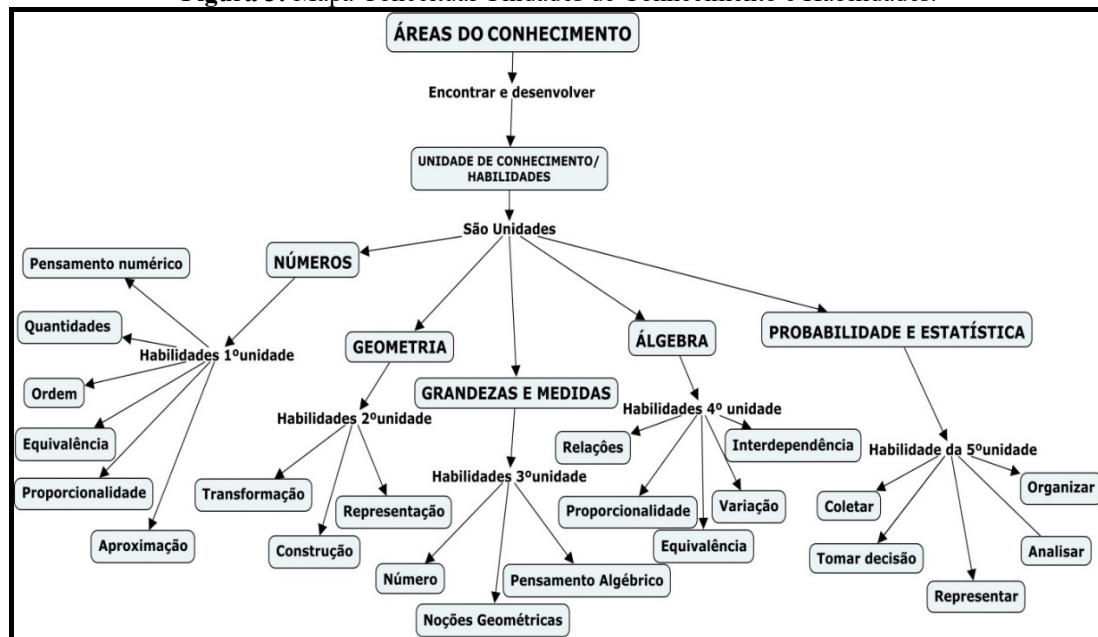 ÁREAS DO CONHECIMENTO
Encontrar e desenvolver
UNIDADE DE CONHECIMENTO/
HABILIDADES
São Unidades
NÚMEROS
Pensamento numérico
Quantidades
Habilidades 1ºunidade
Ordem
Equivalência
Proporcionalidade
Aproximação
GEOMETRIA
Habilidades 2ºunidade
Transformação
Representação
Construção
GRANDEZAS E MEDIDAS
Habilidades 3ºunidade
Número
Pensamento Algébrico
Noções Geométricas
ÁLGEBRA
Habilidades 4º unidade
Relações
Interdependência
Proporcionalidade
Variação
Equivalência
PROBABILIDADE E ESTATÍSTICA
Habilidade da 5ºunidade
Organizar
Coletar
Tomar decisão
Analisar
Representar